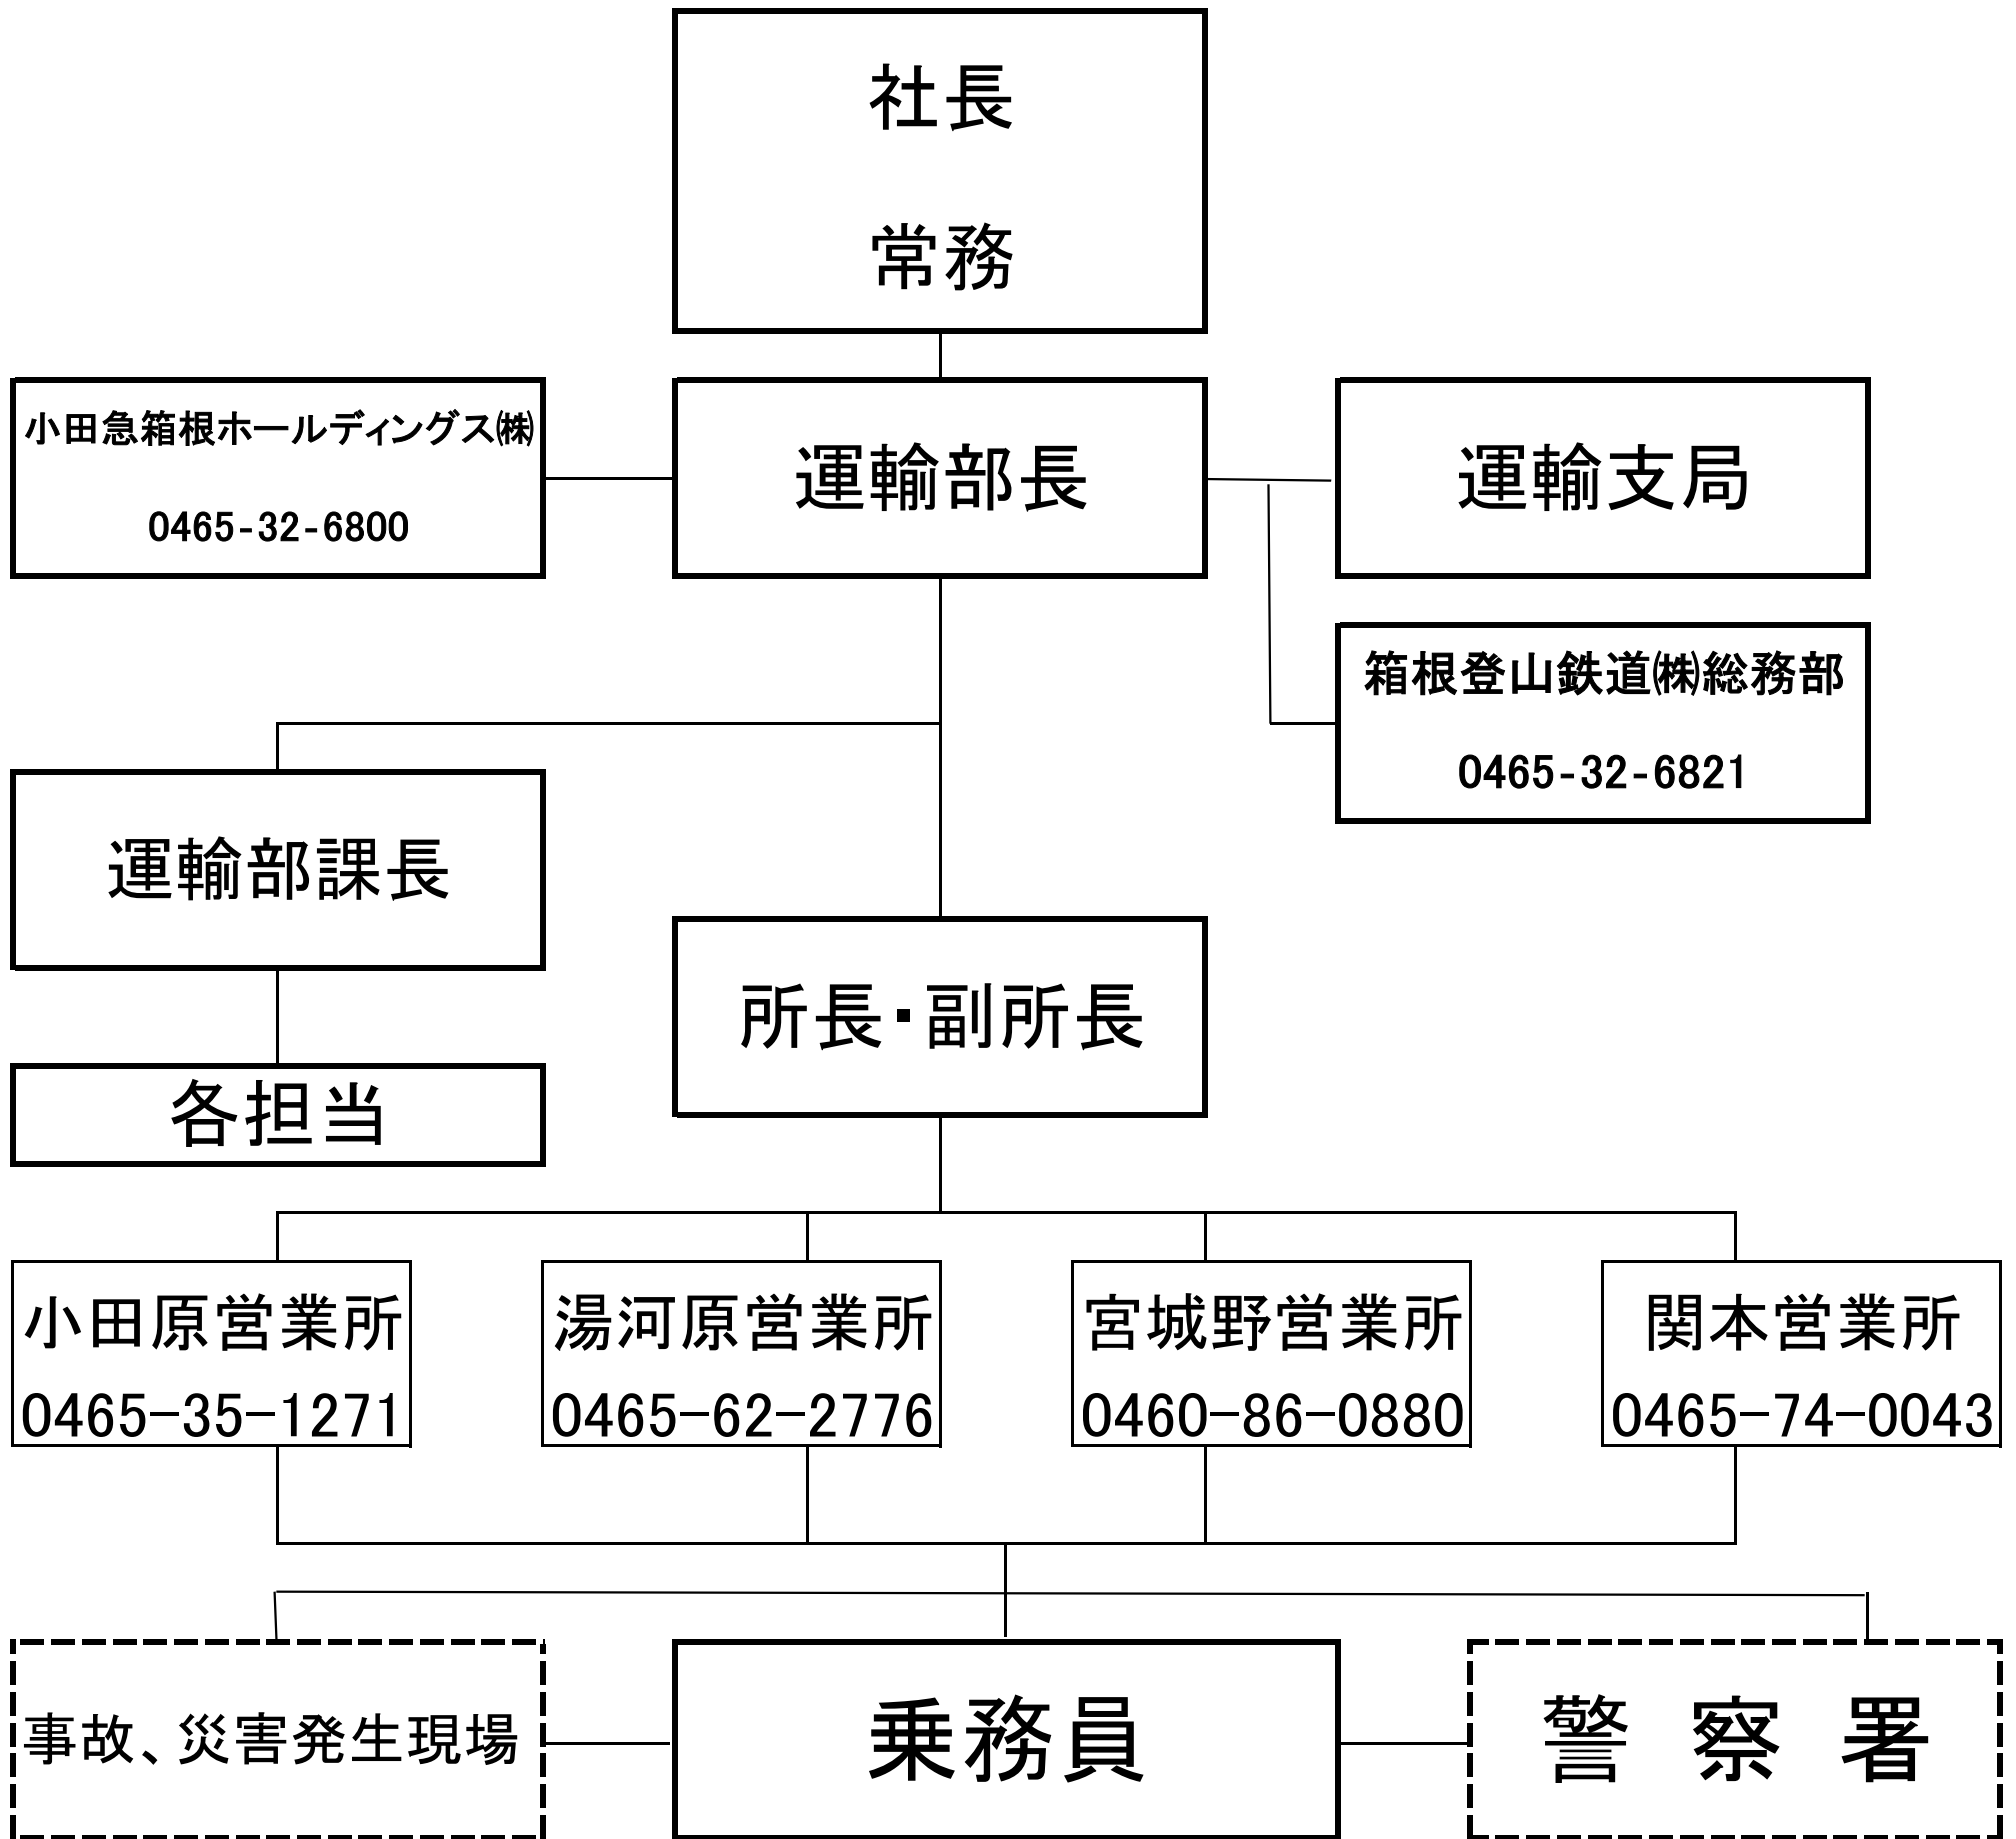 社長
常務
小田急箱根ホールディングス㈱
0465-32-6800
運輸部長
運輸支局
箱根登山鉄道㈱総務部
0465-32-6821
運輸部課長
所長・副所長
各担当
小田原営業所
0465-35-1271
湯河原営業所
0465-62-2776
宮城野営業所
0460-86-0880
関本営業所
0465-74-0043
事故、災害発生現場
乗務員
警察署